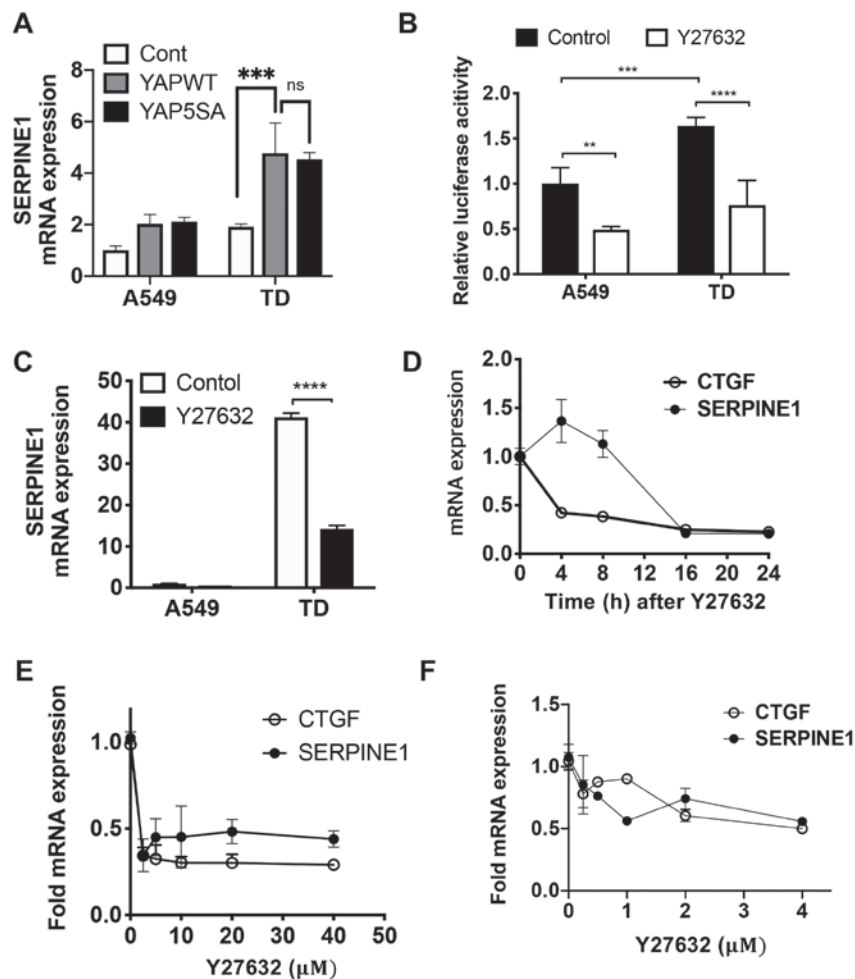 A
Cont
YAPWT
YAP5SA
SERPINE1
mRNA expression
8
6
4
2
0
***
ns
A549
TD
B
Control
Y27632
Relative luciferase acitivity
2.0
1.5
1.0
0.5
0.0
***
**
****
A549
TD
C
Contol
Y27632
SERPINE1
mRNA expression
50
40
30
20
10
0
****
A549
TD
D
CTGF
SERPINE1
mRNA expression
2.0
1.5
1.0
0.5
0.0
0 4 8 16 24
Time (h) after Y27632
E
CTGF
SERPINE1
Fold mRNA expression
1.0
0.5
0.0
0 10 20 30 40 50
Y27632 (μM)
F
CTGF
SERPINE1
Fold mRNA expression
1.5
1.0
0.5
0.0
0 1 2 4
Y27632
(μM)